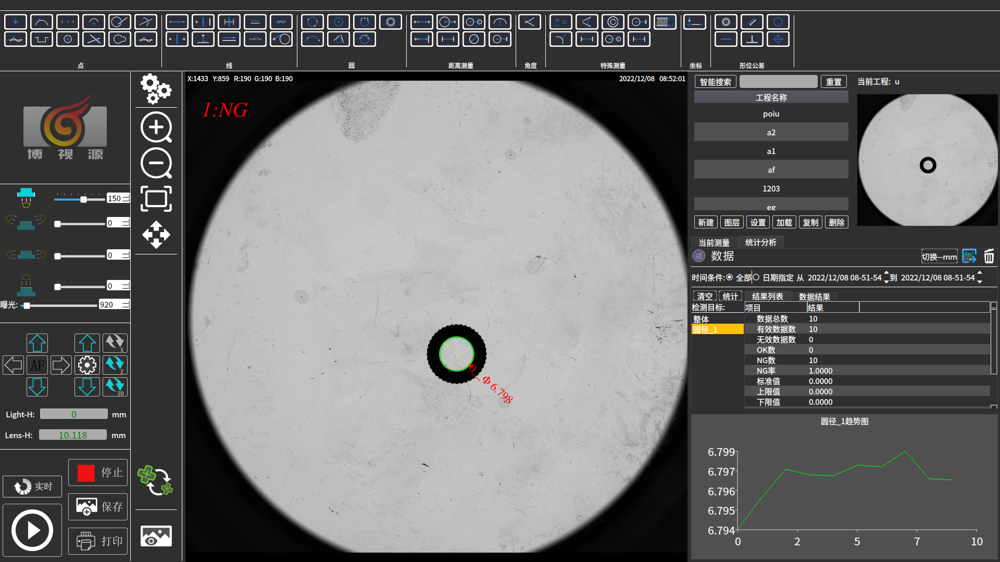 点
线
圆
距离测量
角度
特殊测量
坐标
形位公差
博视源
150
0
0
0
曝光:
920
X
AF
Z
Z0
Light-H:
0
mm
Lens-H:
10.118
mm
实时
停止
保存
打印
X:1433 Y:859 R:190 G:190 B:190
2022/12/08 08:52:01
1:NG
0
Φ 6.798
智能搜索
重置
当前工程: u
工程名称
poiu
a2
a1
af
1203
eg
新建
图层
设置
加载
复制
删除
当前测量
统计分析
数据
切换--mm
Excl
时间条件:
全部
日期指定 从 2022/12/08 08-51-54 到 2022/12/08 08-51-54
清空
统计
结果列表
数据结果
检测目标:
项目 结果
整体
圆径_1
数据总数 10
有效数据数 10
无效数据数 0
OK数 0
NG数 10
NG率 1.0000
标准值 0.0000
上限值 0.0000
下限值 0.0000
圆径_1趋势图
6.799
6.797
6.796
6.795
6.794
0 2 5 7 10